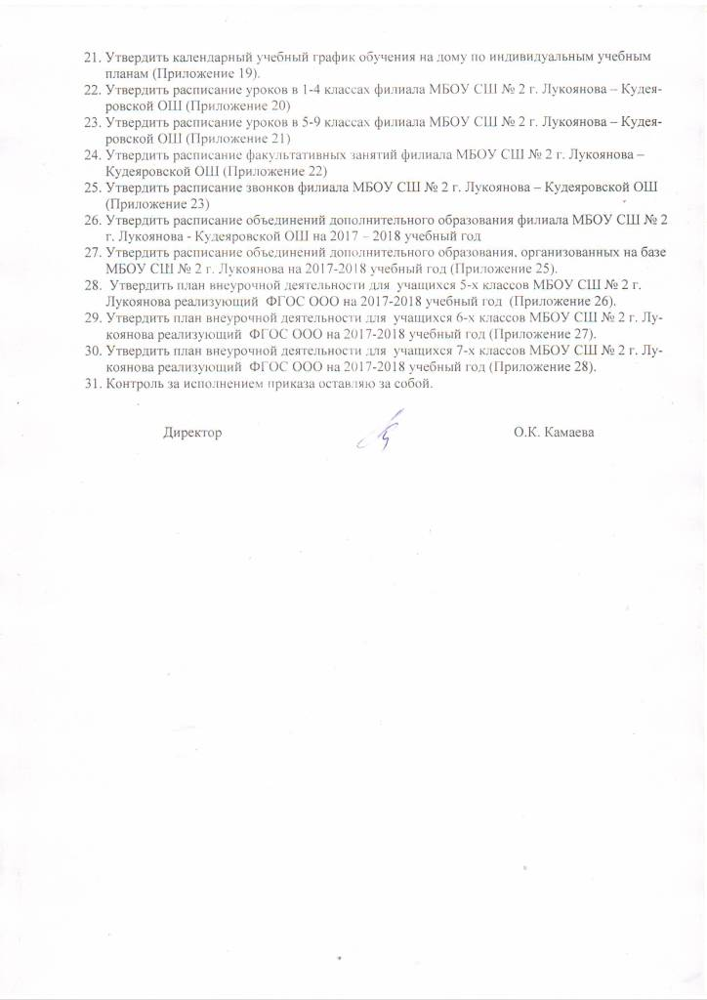 21. Утвердить календарный учебный график обучения на дому по индивидуальным учебным
планам (Приложение 19).
22. Утвердить расписание уроков в 1-4 классах филиала МБОУ СШ № 2 г. Лукоянова – Кудея-
ровской ОШ (Приложение 20)
23. Утвердить расписание уроков в 5-9 классах филиала МБОУ СШ № 2 г. Лукоянова – Кудея-
ровской ОШ (Приложение 21)
24. Утвердить расписание факультативных занятий филиала МБОУ СШ № 2 г. Лукоянова –
Кудеяровской ОШ (Приложение 22)
25. Утвердить расписание звонков филиала МБОУ СШ № 2 г. Лукоянова – Кудеяровской ОШ
(Приложение 23)
26. Утвердить расписание объединений дополнительного образования филиала МБОУ СШ № 2
г. Лукоянова - Кудеяровской ОШ на 2017 – 2018 учебный год
27. Утвердить расписание объединений дополнительного образования, организованных на базе
МБОУ СШ № 2 г. Лукоянова на 2017-2018 учебный год (Приложение 25).
28. Утвердить план внеурочной деятельности для учащихся 5-х классов МБОУ СШ № 2 г.
Лукоянова реализующий ФГОС ООО на 2017-2018 учебный год (Приложение 26).
29. Утвердить план внеурочной деятельности для учащихся 6-х классов МБОУ СШ № 2 г. Лу-
коянова реализующий ФГОС ООО на 2017-2018 учебный год (Приложение 27).
30. Утвердить план внеурочной деятельности для учащихся 7-х классов МБОУ СШ № 2 г. Лу-
коянова реализующий ФГОС ООО на 2017-2018 учебный год (Приложение 28).
31. Контроль за исполнением приказа оставляю за собой.
Директор О.К. Камаева